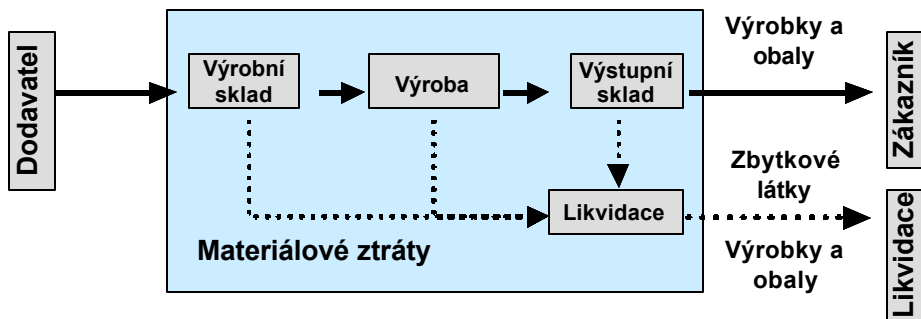 Dodavatel
Výrobní
sklad
Výroba
Výstupní
sklad
Výrobky a
obaly
Zákazník
Likvidace
Zbytkové
látky
Výrobky a
obaly
Likvidace
Materiálové ztráty